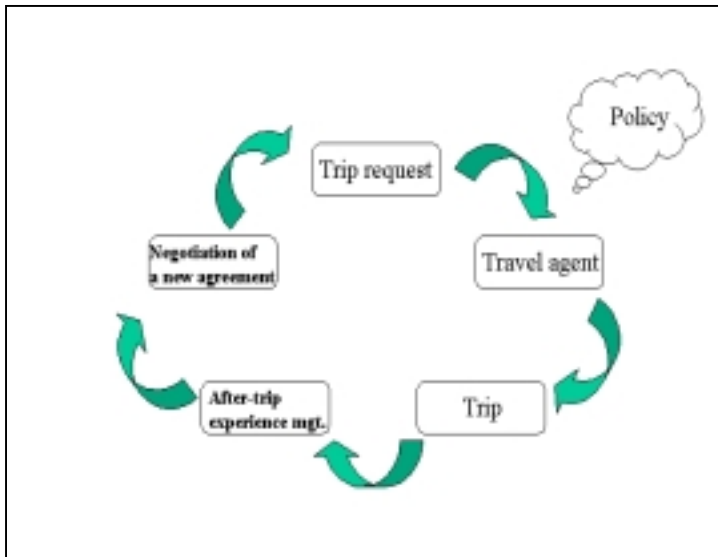 Policy
Trip request
Travel agent
Trip
After-trip
experience mgt.
Negotiation of
a new agreement